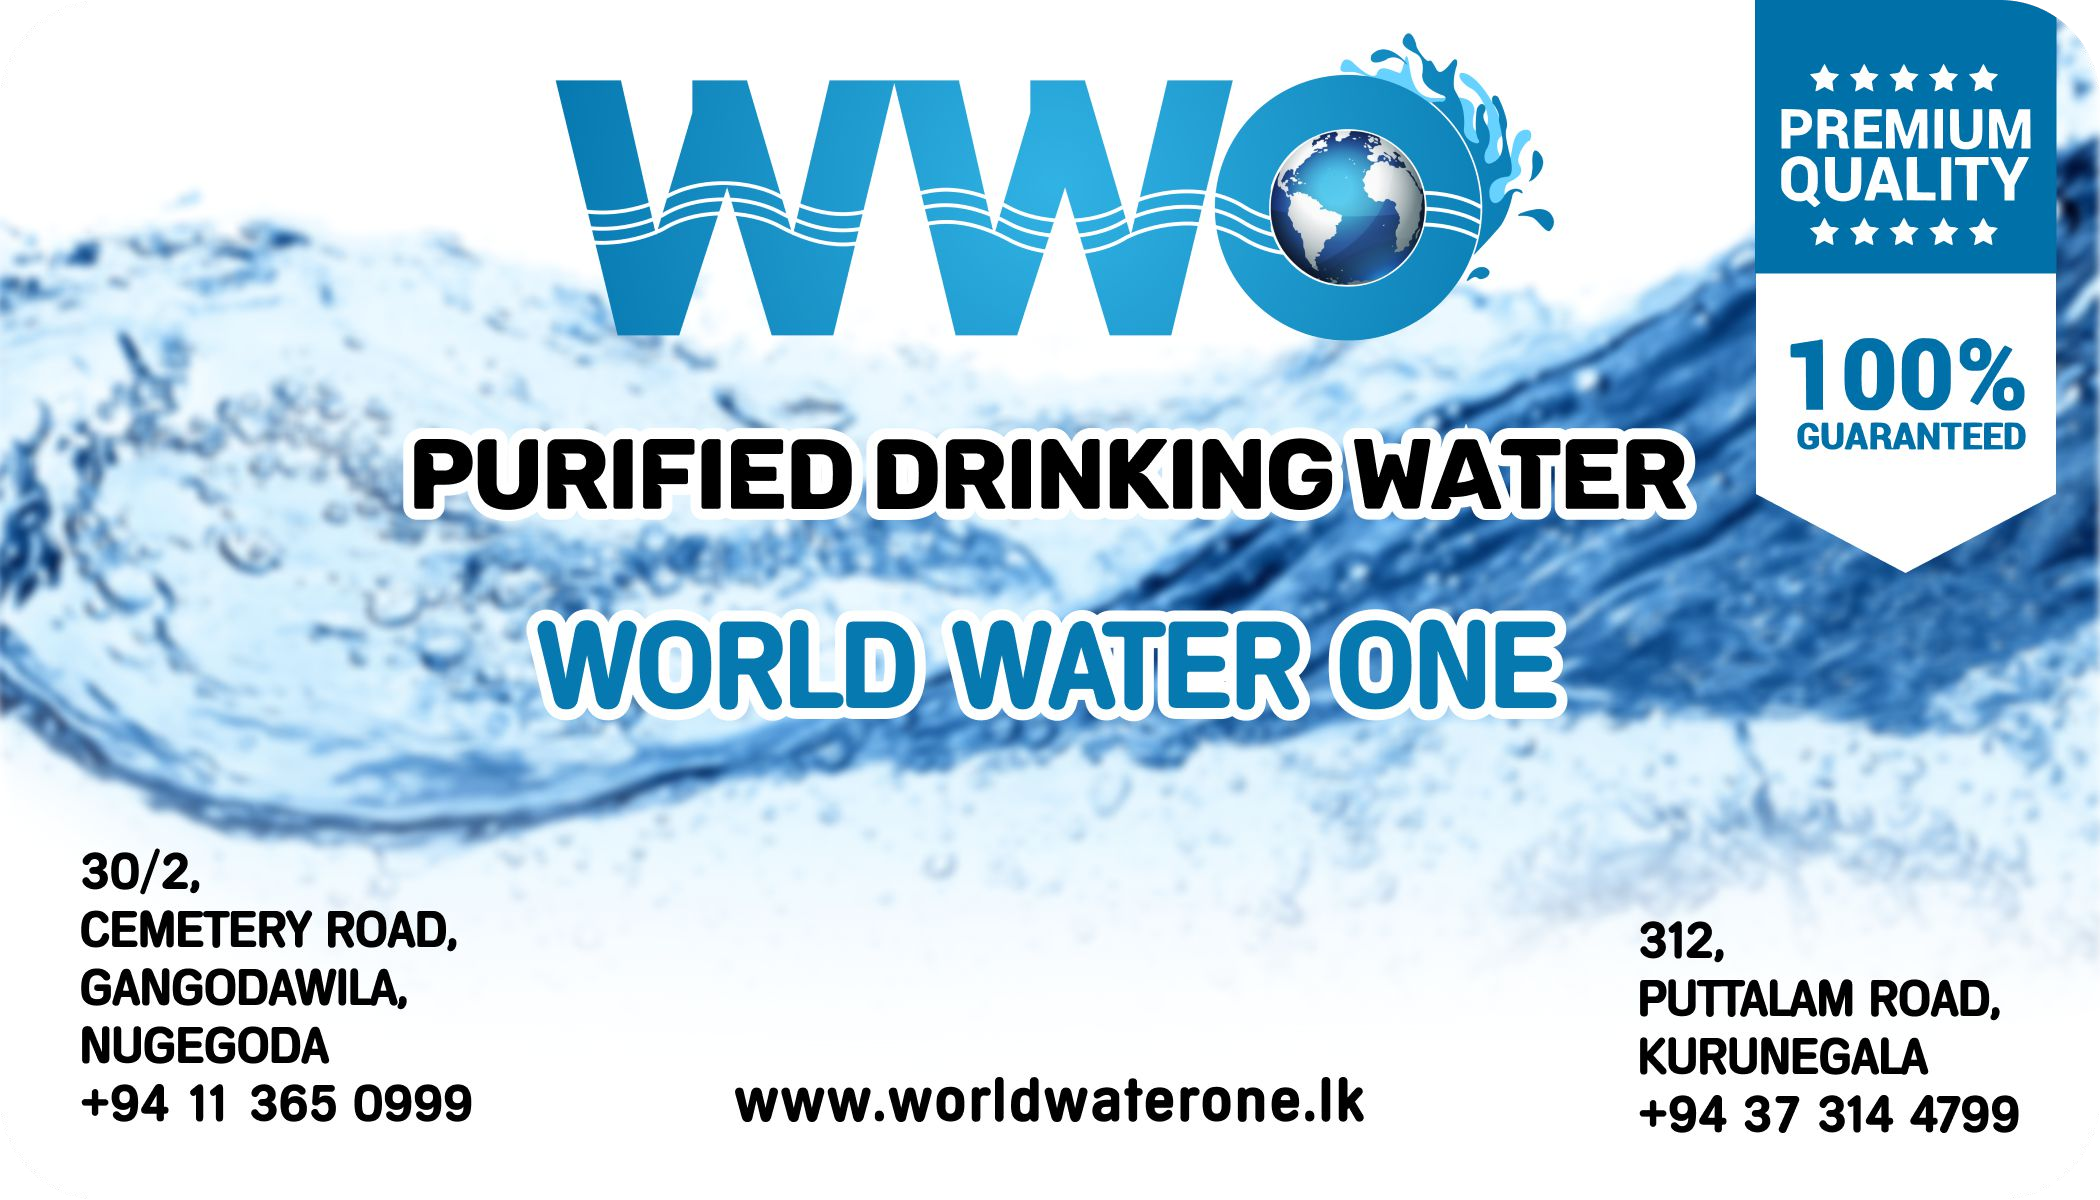 WWO
PREMIUM
QUALITY
100%
GUARANTEED
PURIFIED DRINKING WATER
WORLD WATER ONE
30/2,
CEMETERY ROAD,
GANGODAWILA,
NUGEGODA
+94 11 365 0999
www.worldwaterone.lk
312,
PUTTALAM ROAD,
KURUNEGALA
+94 37 314 4799